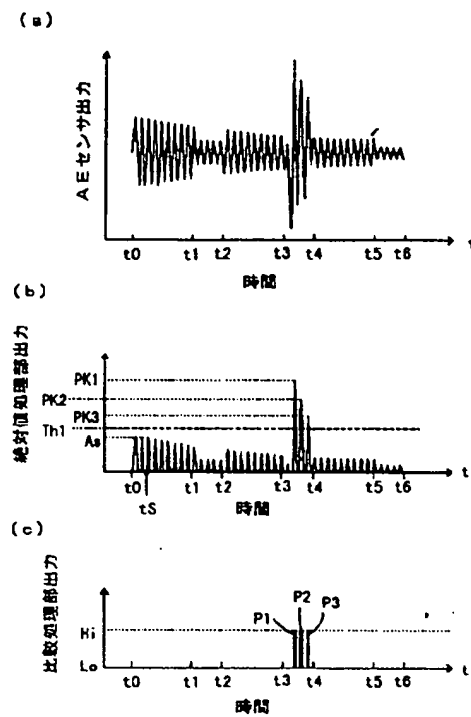 (a)
AEセンサ出力
t
t0 t1 t2 t3 t4 t5 t6
時間
(b)
絶対値処理部出力
PK1
PK2
PK3
Th1
As
t0 t1 t2 t3 t4 t5 t6 t
tS
時間
(c)
比較処理部出力
P1 P2 P3
Hi
Lo
t0 t1 t2 t3 t4 t5 t6 t
時間